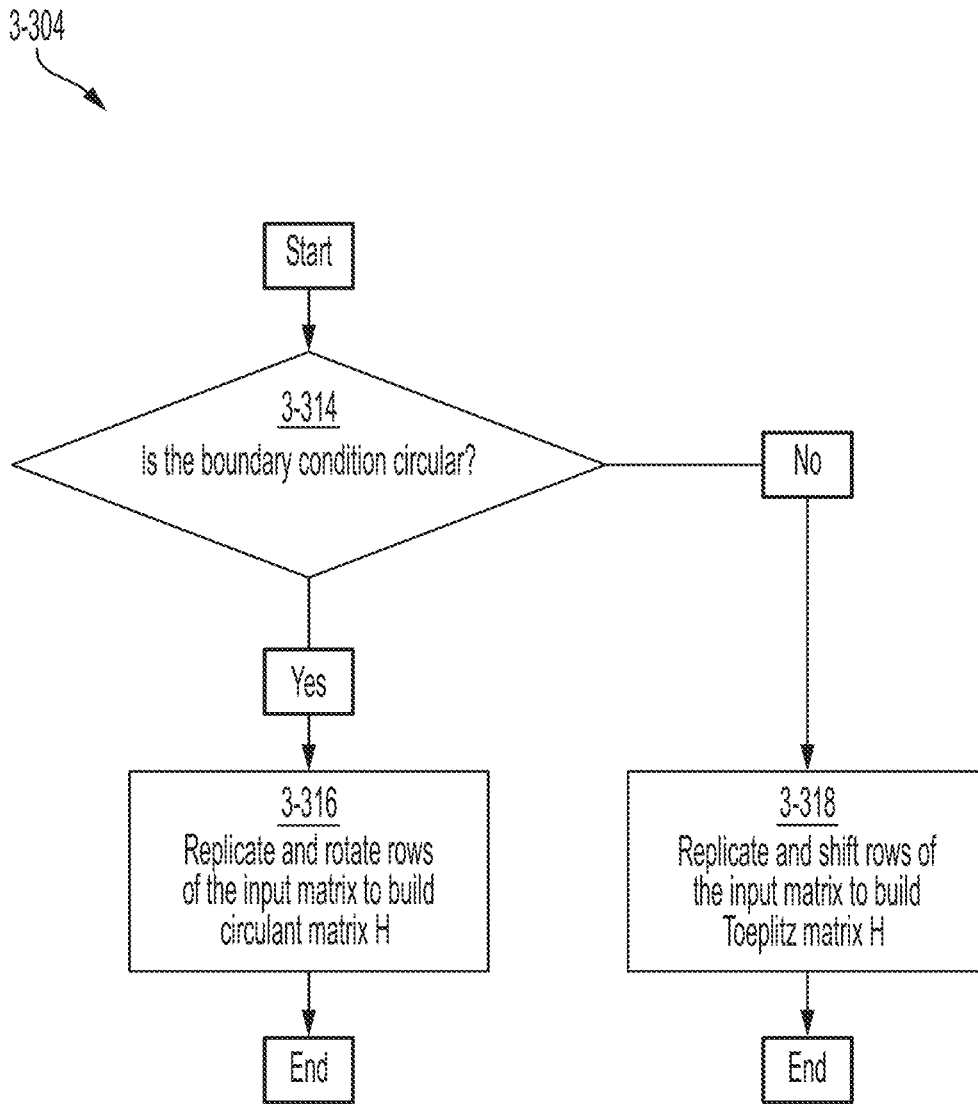 3-304
Start
3-314
Is the boundary condition circular?
No
Yes
3-316
Replicate and rotate rows
of the input matrix to build
circulant matrix H
3-318
Replicate and shift rows of
the input matrix to build
Toeplitz matrix H
End
End